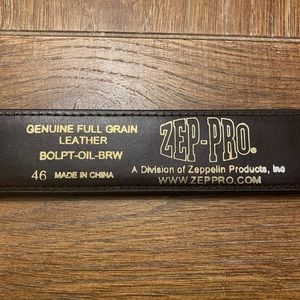 GENUINE FULL GRAIN
LEATHER
BOLPT-OIL-BRW
46 MADE IN CHINA
ZEP-PRO®
A Division of Zeppelin Products, Inc
WWW.ZEPPRO.COM